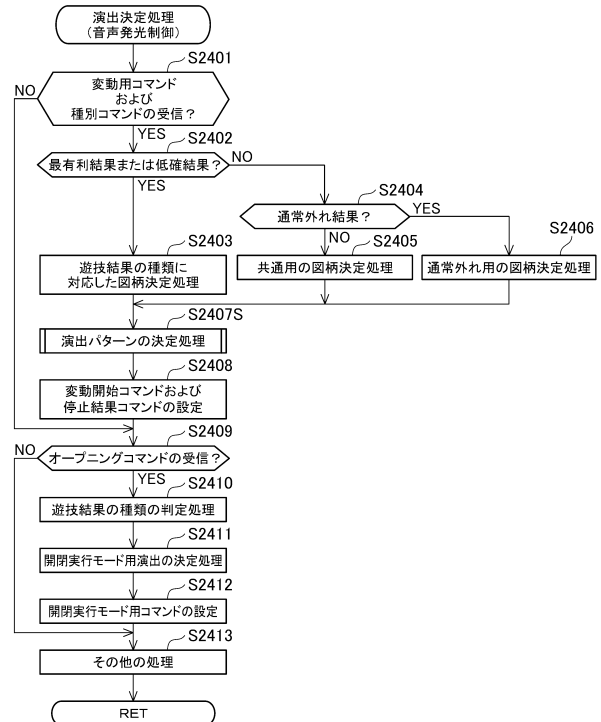 演出決定処理
(音声発光制御)
S2401
変動用コマンド
および
種別コマンドの受信？
NO
YES
S2402
最有利結果または低確結果？
NO
YES
S2404
通常外れ結果？
YES
NO
S2403
遊技結果の種類に
対応した図柄決定処理
S2405
共通用の図柄決定処理
S2406
通常外れ用の図柄決定処理
S2407S
演出パターンの決定処理
S2408
変動開始コマンドおよび
停止結果コマンドの設定
S2409
オープニングコマンドの受信？
NO
YES
S2410
遊技結果の種類の判定処理
S2411
開閉実行モード用演出の決定処理
S2412
開閉実行モード用コマンドの設定
S2413
その他の処理
RET